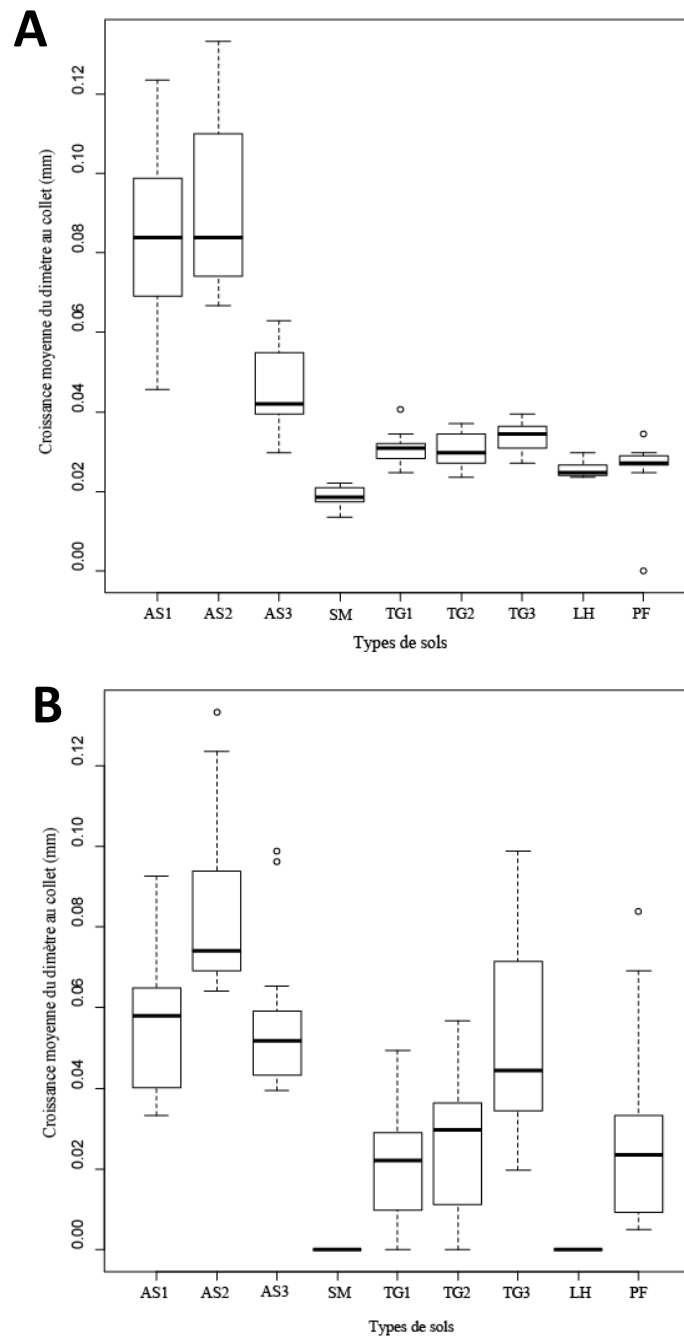 A
Croissance moyenne du dimètre au collet (mm)
0.12
0.10
0.08
0.06
0.04
0.02
0.00
AS1 AS2 AS3 SM TG1 TG2 TG3 LH PF
Types de sols
B
Croissance moyenne du dimètre au collet (mm)
0.12
0.10
0.08
0.06
0.04
0.02
0.00
AS1 AS2 AS3 SM TG1 TG2 TG3 LH PF
Types de sols